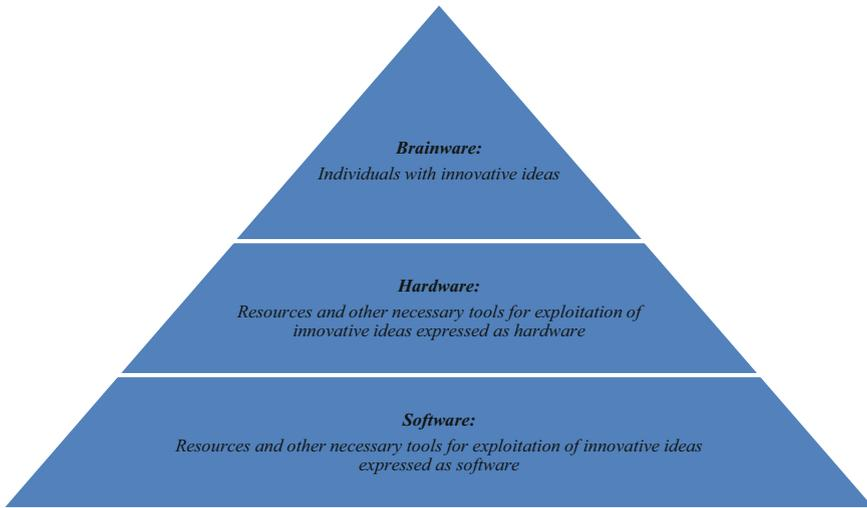 Brainware:
Individuals with innovative ideas
Hardware:
Resources and other necessary tools for exploitation of
innovative ideas expressed as hardware
Software:
Resources and other necessary tools for exploitation of innovative ideas
expressed as software